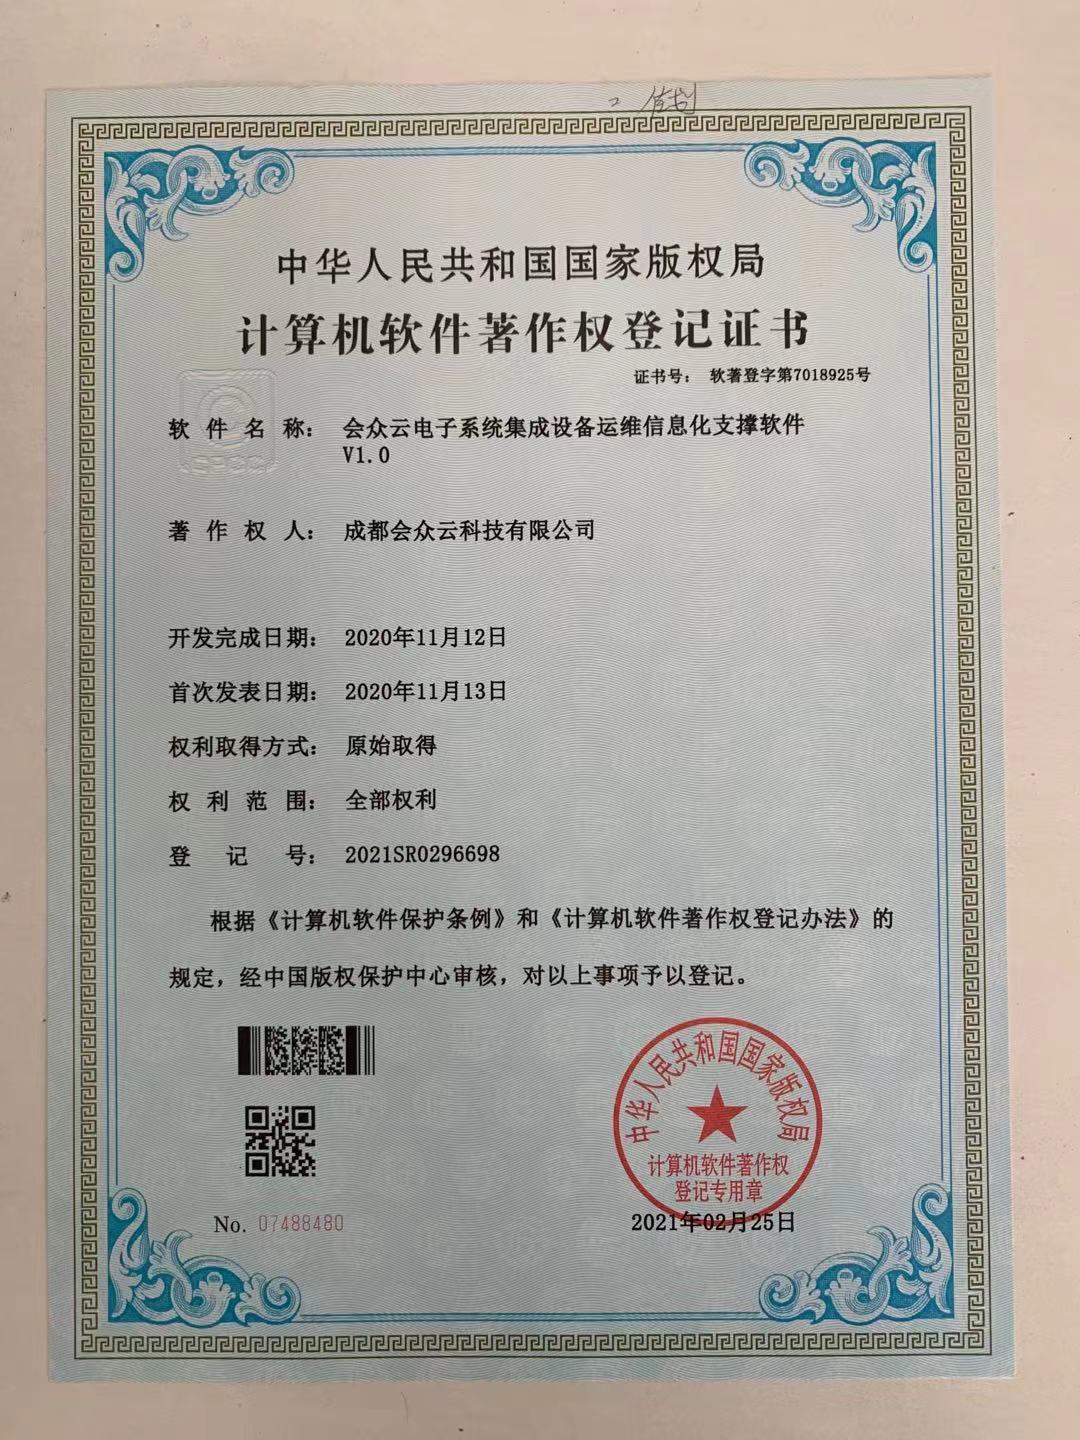 中华人民共和国国家版权局
计算机软件著作权登记证书
证书号： 软著登字第7018925号
软件名称： 会众云电子系统集成设备运维信息化支撑软件
V1.0
著作权人： 成都会众云科技有限公司
开发完成日期： 2020年11月12日
首次发表日期： 2020年11月13日
权利取得方式： 原始取得
权利范围： 全部权利
登记号： 2021SR0296698
根据《计算机软件保护条例》和《计算机软件著作权登记办法》的
规定，经中国版权保护中心审核，对以上事项予以登记。
中华人民共和国国家版权局
计算机软件著作权
登记专用章
No. 07488480
2021年02月25日